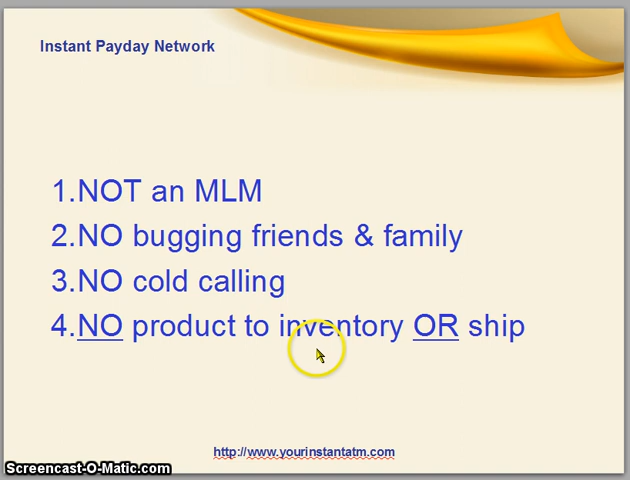 Instant Payday Network
1.NOT an MLM
2.NO bugging friends & family
3.NO cold calling
4.NO product to inventory OR ship
http://www.yourinstantatm.com
Screencast-O-Matic.com